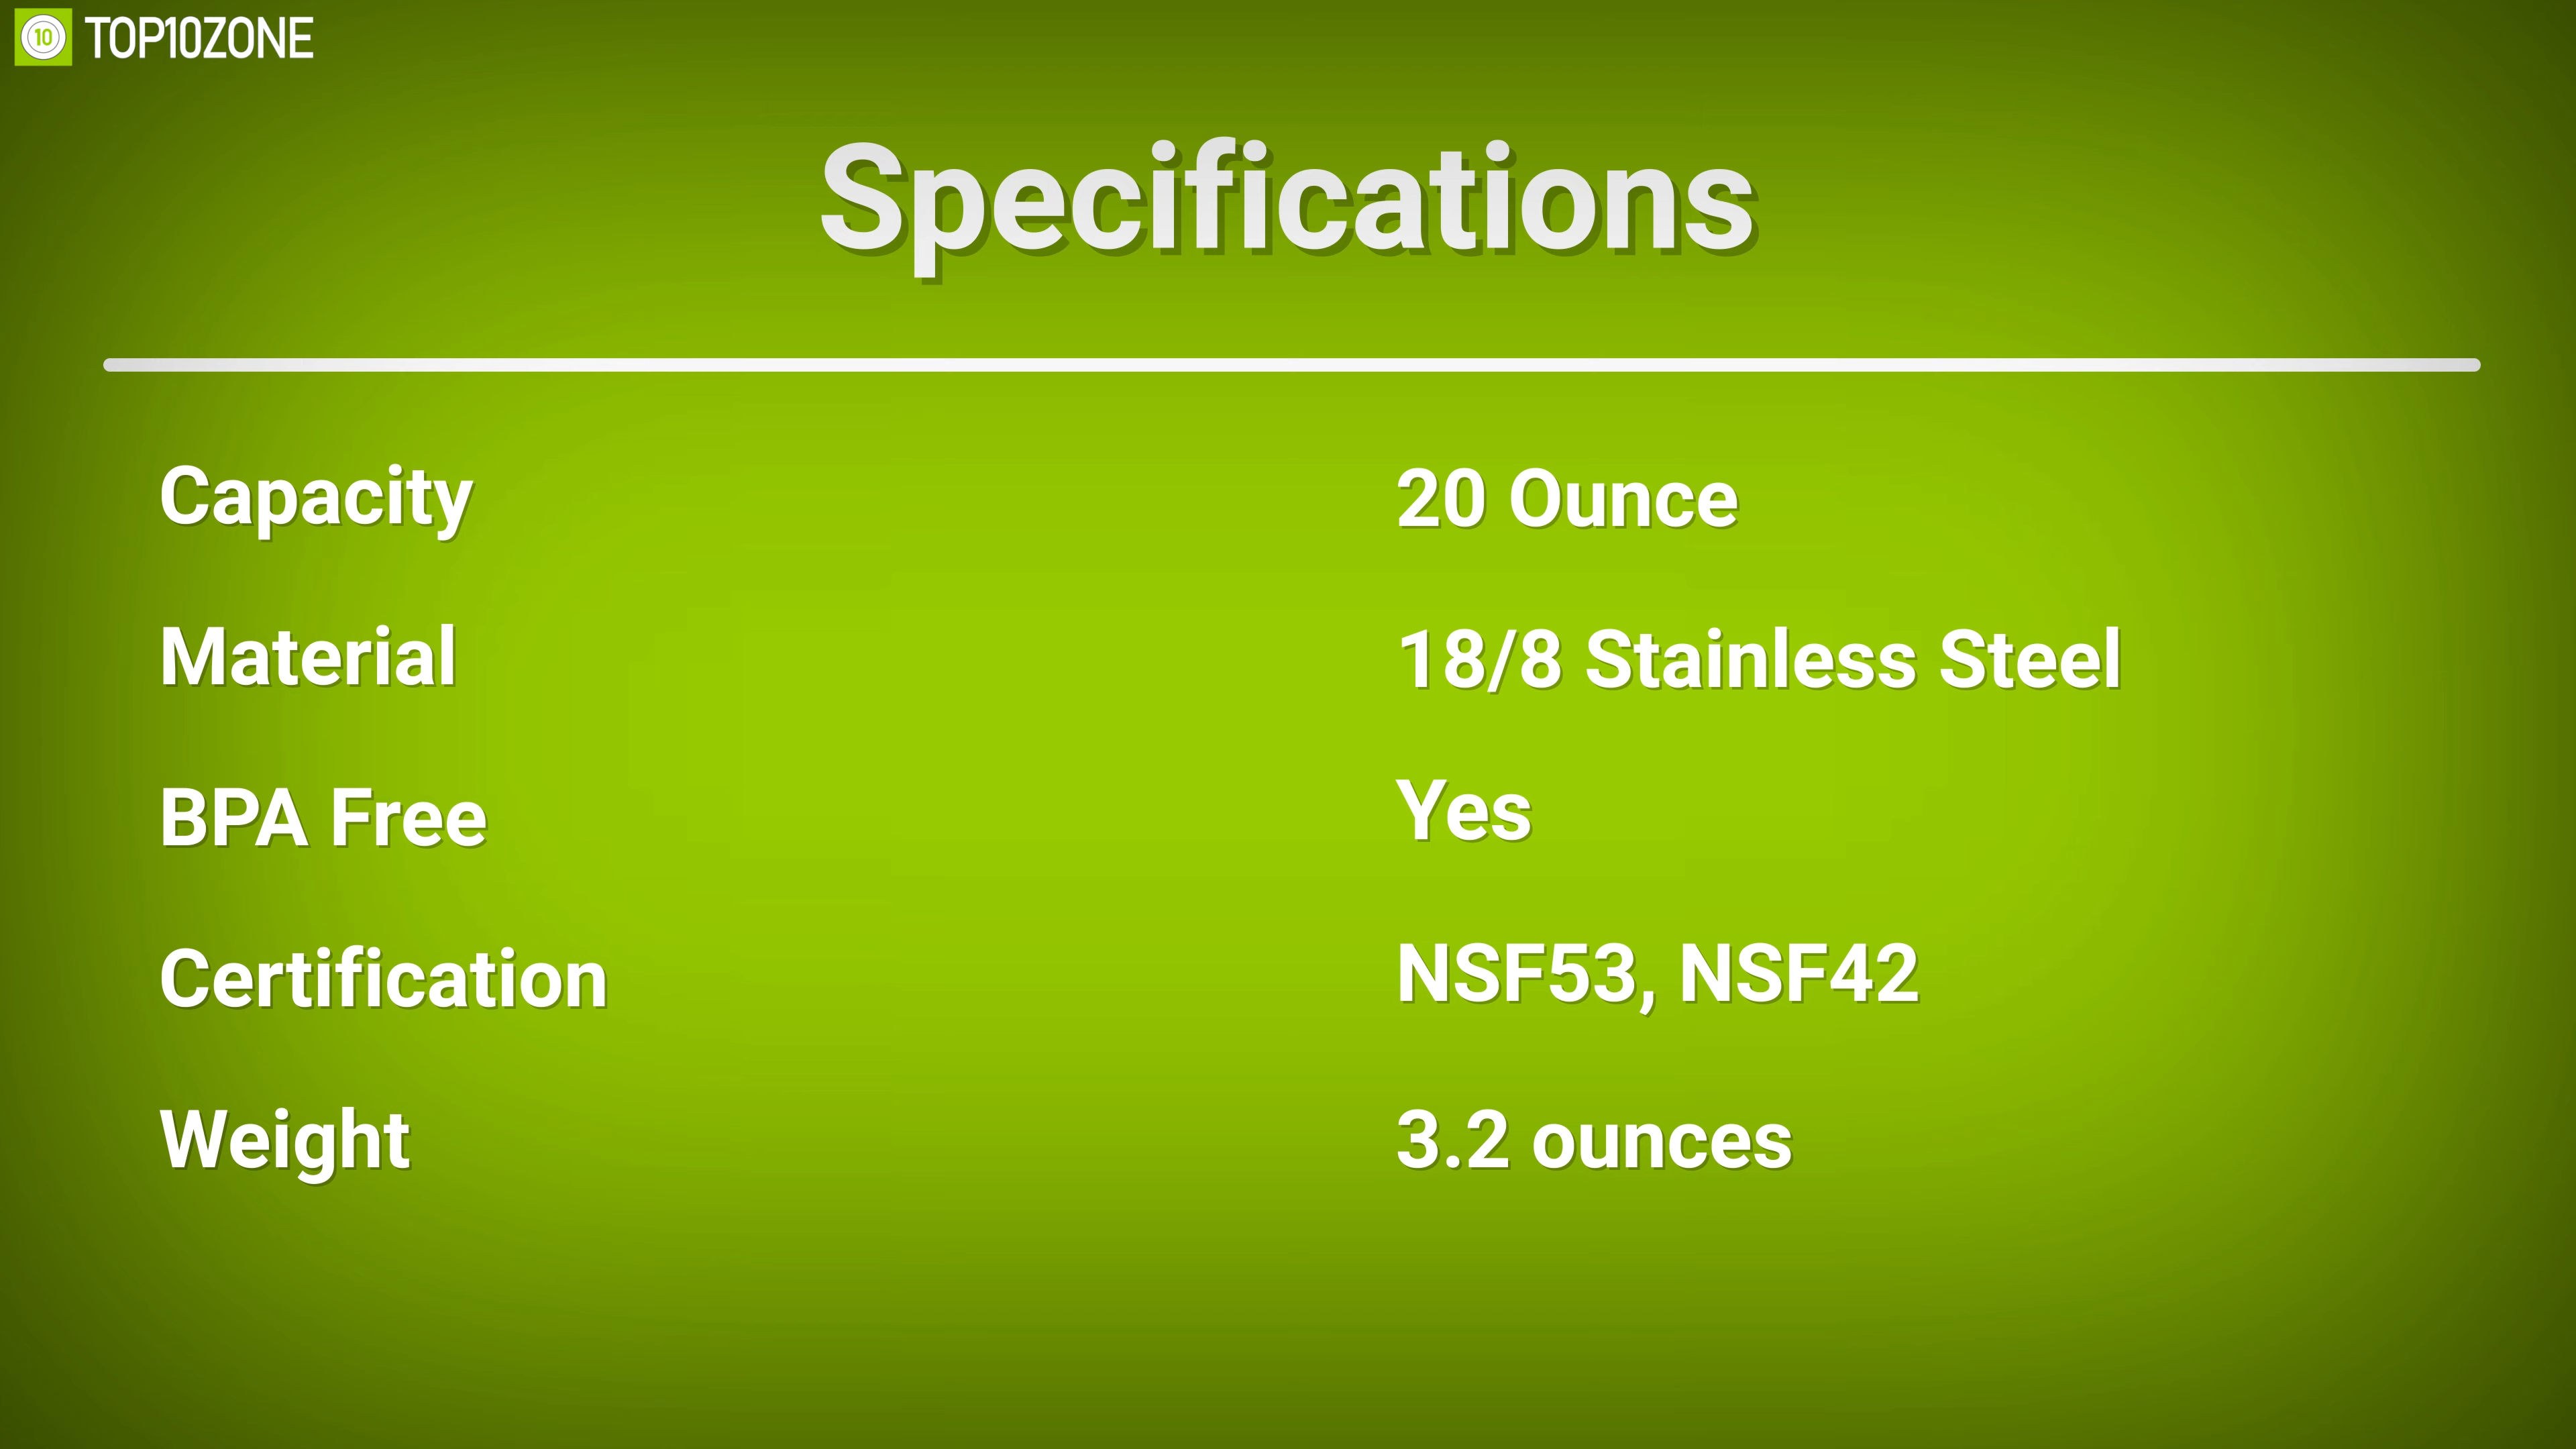 10 TOP10ZONE
Specifications
Capacity 20 Ounce
Material 18/8 Stainless Steel
BPA Free Yes
Certification NSF53, NSF42
Weight 3.2 ounces